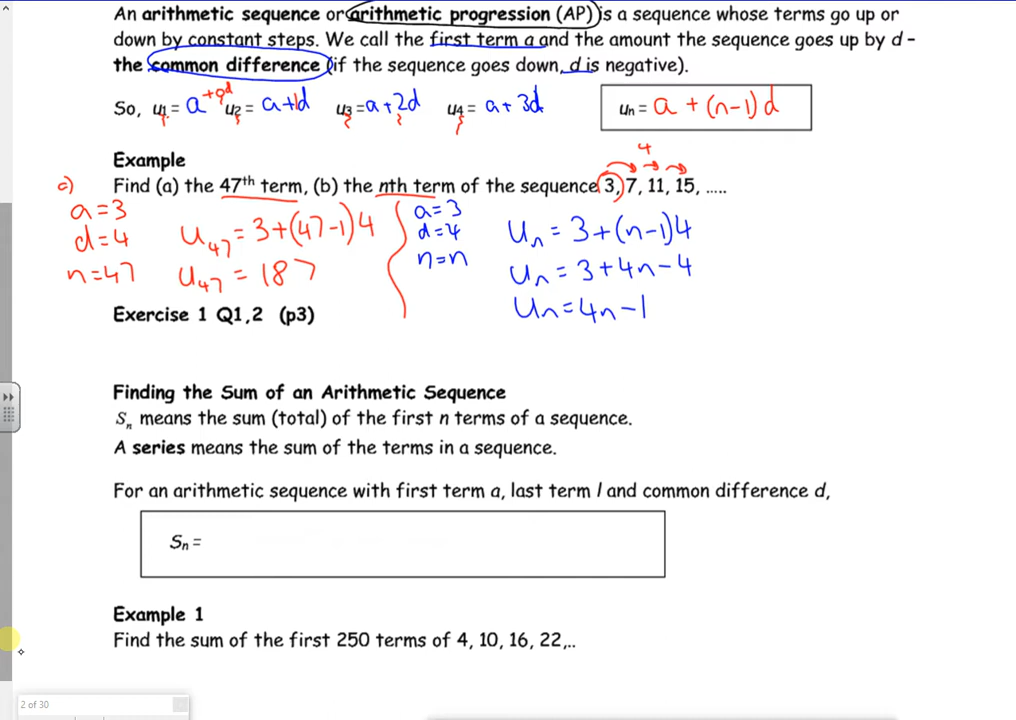 An arithmetic sequence or arithmetic progression (AP) is a sequence whose terms go up or
down by constant steps. We call the first term a and the amount the sequence goes up by d –
the common difference (if the sequence goes down, d is negative).
So, u₁ = a +0d u₂ = a+1d u₃ = a+2d u₄ = a+3d uₙ = a + (n-1)d
Example
4
Find (a) the 47th term, (b) the nth term of the sequence 3, 7, 11, 15, .....
a = 3
d = 4
n = 47
U₄₇ = 3+(47-1)4
U₄₇ = 187
a = 3
d = 4
n = n
Uₙ = 3+(n-1)4
Uₙ = 3+4n-4
Uₙ = 4n-1
Exercise 1 Q1,2 (p3)
Finding the Sum of an Arithmetic Sequence
Sₙ means the sum (total) of the first n terms of a sequence.
A series means the sum of the terms in a sequence.
For an arithmetic sequence with first term a, last term l and common difference d,
Sₙ =
Example 1
Find the sum of the first 250 terms of 4, 10, 16, 22,..
2 of 30